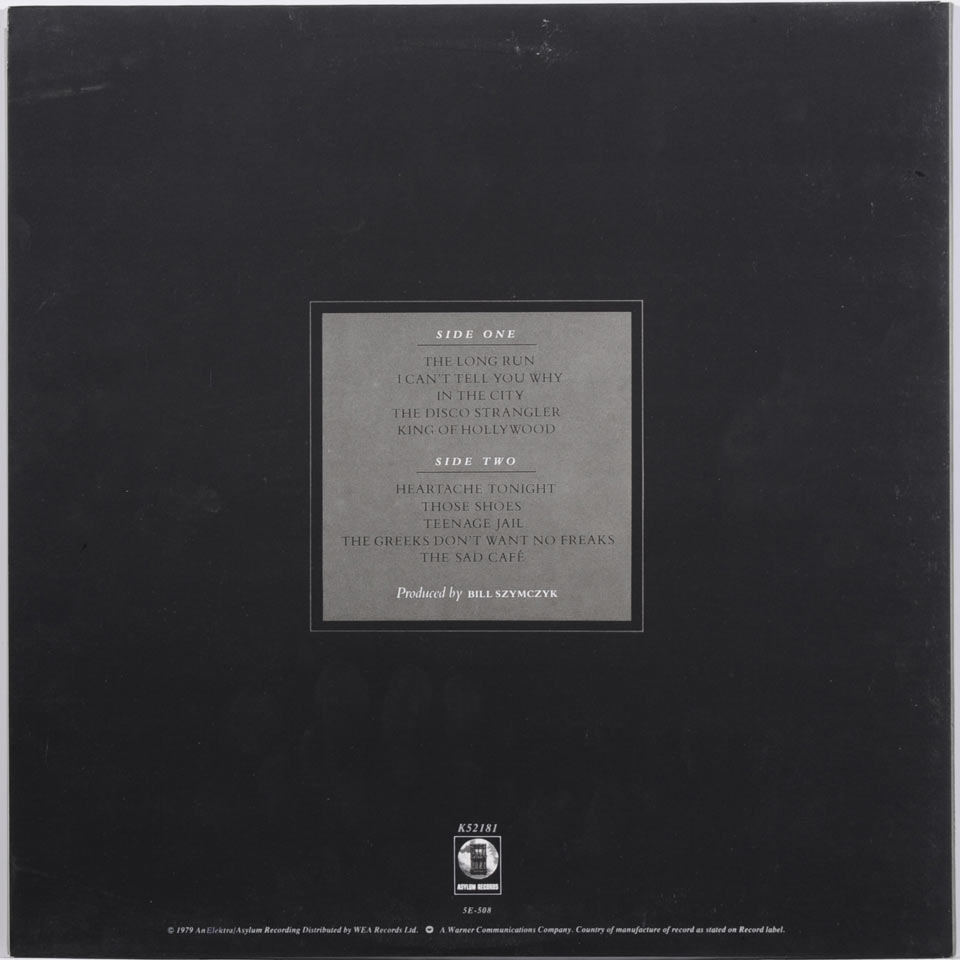 SIDE ONE
THE LONG RUN
I CAN'T TELL YOU WHY
IN THE CITY
THE DISCO STRANGLER
KING OF HOLLYWOOD
SIDE TWO
HEARTACHE TONIGHT
THOSE SHOES
TEENAGE JAIL
THE GREEKS DON'T WANT NO FREAKS
THE SAD CAFÉ
Produced by BILL SZYMCZYK
K52181
ASYLUM RECORDS
5E-508
© 1979 An Elektra/Asylum Recording Distributed by WEA Records Ltd. A Warner Communications Company. Country of manufacture of record as stated on Record label.